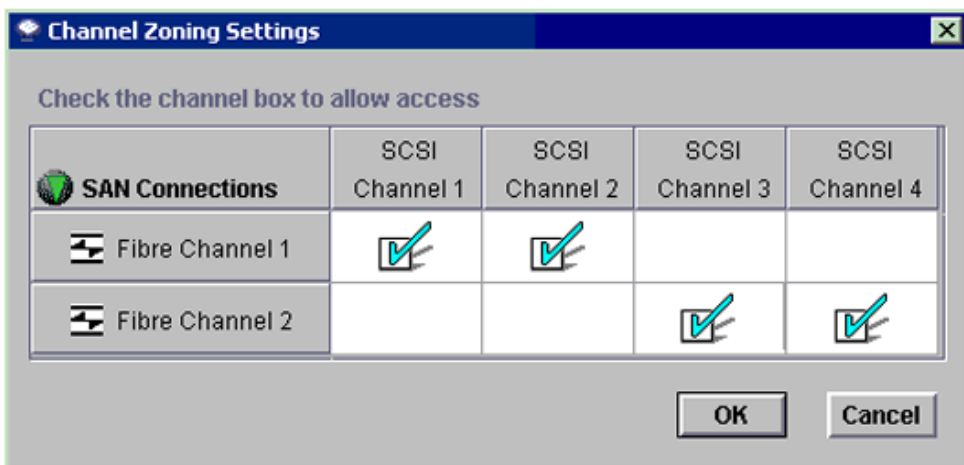 Channel Zoning Settings
Check the channel box to allow access
SAN Connections
SCSI Channel 1
SCSI Channel 2
SCSI Channel 3
SCSI Channel 4
Fibre Channel 1
Fibre Channel 2
OK
Cancel